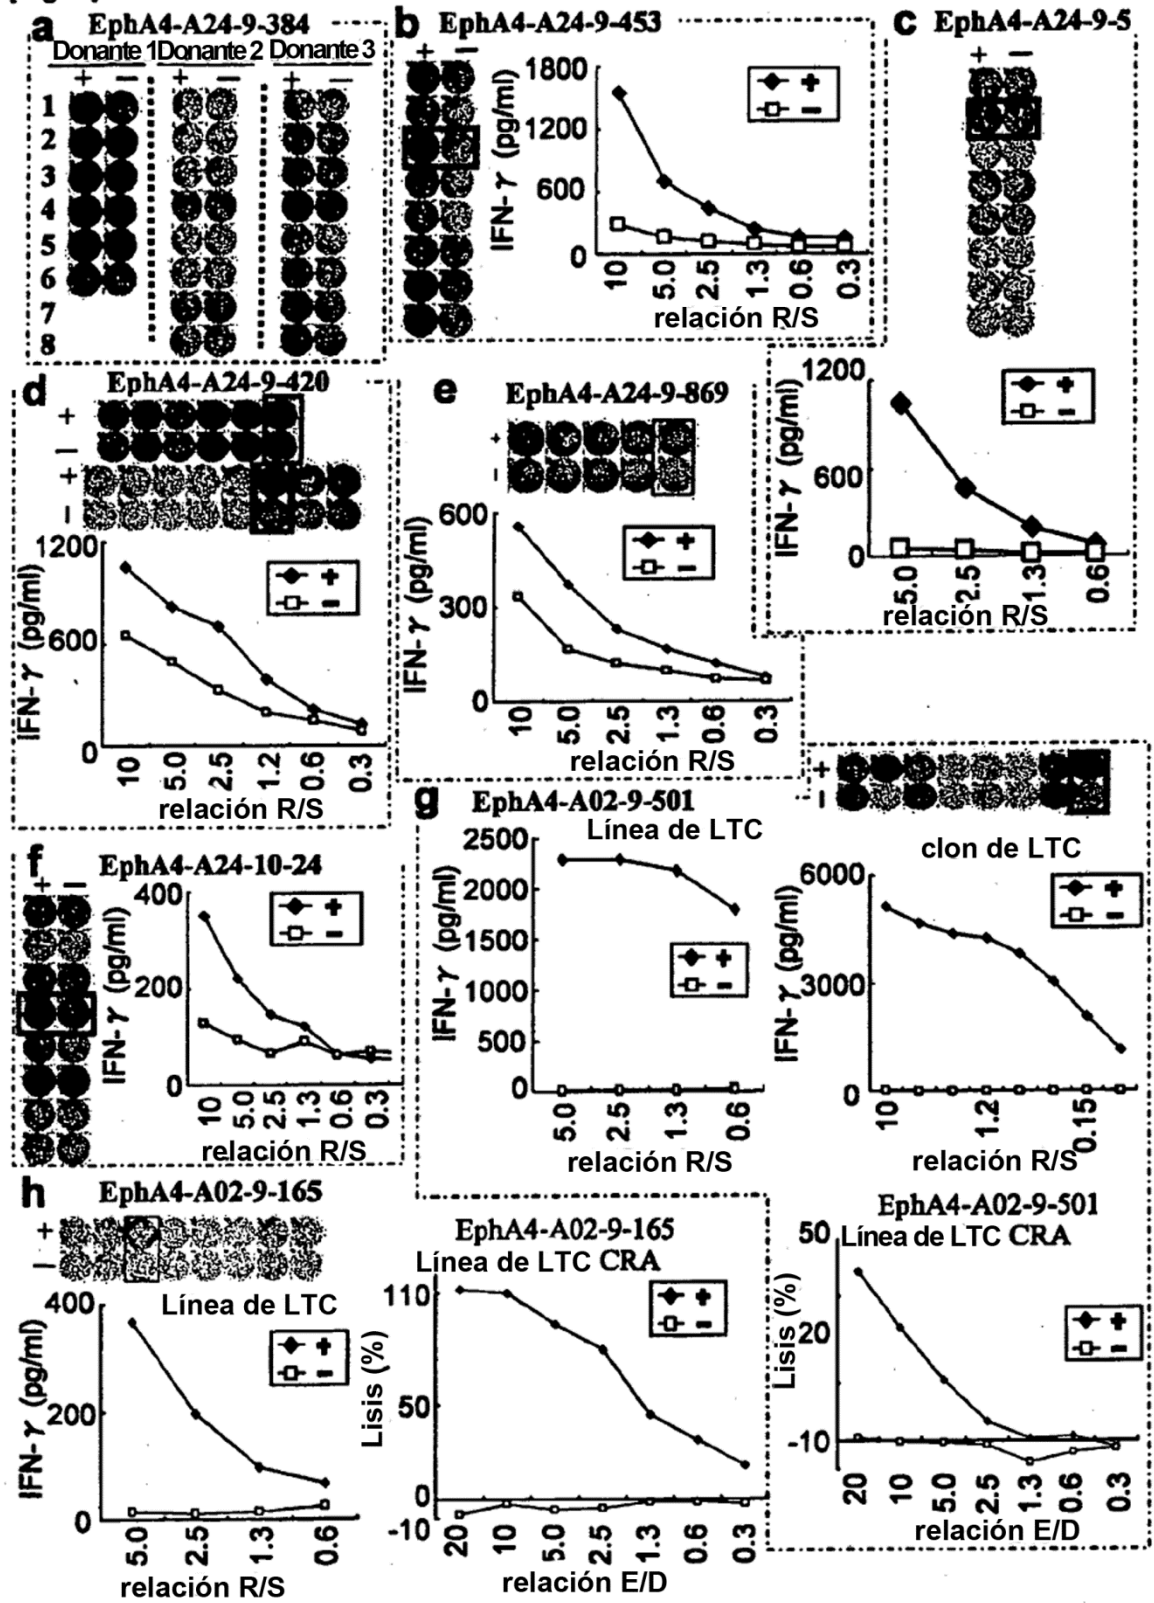 a
EphA4-A24-9-384
Donante 1 Donante 2 Donante 3
+ − + − + −
1
2
3
4
5
6
7
8
b
EphA4-A24-9-453
+ −
1800
1200
600
0
IFN-γ (pg/ml)
+
−
10 5.0 2.5 1.3 0.6 0.3
relación R/S
c
EphA4-A24-9-5
+ −
1200
600
0
IFN-γ (pg/ml)
+
−
5.0 2.5 1.3 0.6
relación R/S
d
EphA4-A24-9-420
+
−
+
−
1200
600
0
IFN-γ (pg/ml)
+
−
10 5.0 2.5 1.2 0.6 0.3
relación R/S
e
EphA4-A24-9-869
+
−
600
300
0
IFN-γ (pg/ml)
+
−
10 5.0 2.5 1.3 0.6 0.3
relación R/S
f
EphA4-A24-10-24
+ −
400
200
0
IFN-γ (pg/ml)
+
−
10 5.0 2.5 1.3 0.6 0.3
relación R/S
g
EphA4-A02-9-501
Línea de LTC
2500
2000
1500
1000
500
0
IFN-γ (pg/ml)
+
−
5.0 2.5 1.3 0.6
relación R/S
+
−
clon de LTC
6000
3000
0
IFN-γ (pg/ml)
+
−
10 1.2 0.15
relación R/S
EphA4-A02-9-501
Línea de LTC CRA
50
20
-10
Lisis (%)
+
−
20 10 5.0 2.5 1.3 0.6 0.3
relación E/D
h
EphA4-A02-9-165
+
−
Línea de LTC
400
200
0
IFN-γ (pg/ml)
+
−
5.0 2.5 1.3 0.6
relación R/S
EphA4-A02-9-165
Línea de LTC CRA
110
50
0
-10
Lisis (%)
+
−
20 10 5.0 2.5 1.3 0.6 0.3
relación E/D